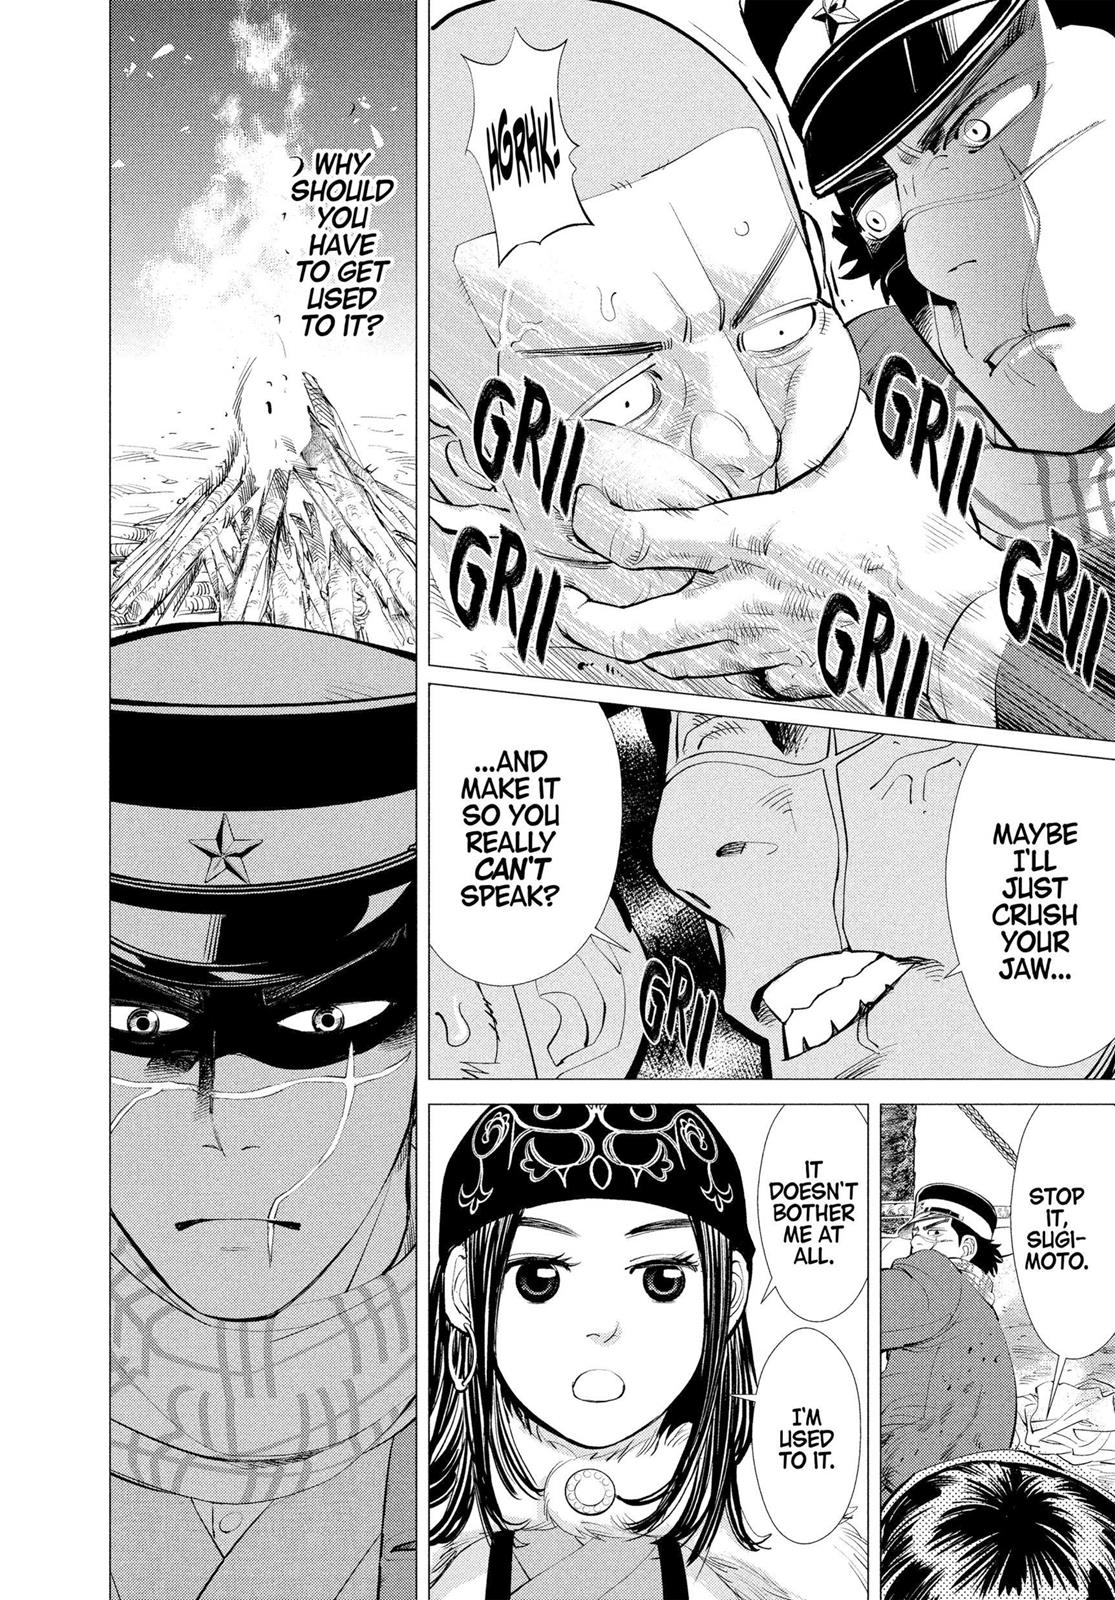 HGRHK!
GRII
GRII
GRII
GRII
GRII
MAYBE
I'LL
JUST
CRUSH
YOUR
JAW...
...AND
MAKE IT
SO YOU
REALLY
CAN'T
SPEAK?
GRII
STOP
IT,
SUGI-
MOTO.
IT
DOESN'T
BOTHER
ME AT
ALL.
I'M
USED
TO IT.
WHY
SHOULD
YOU
HAVE
TO GET
USED
TO IT?